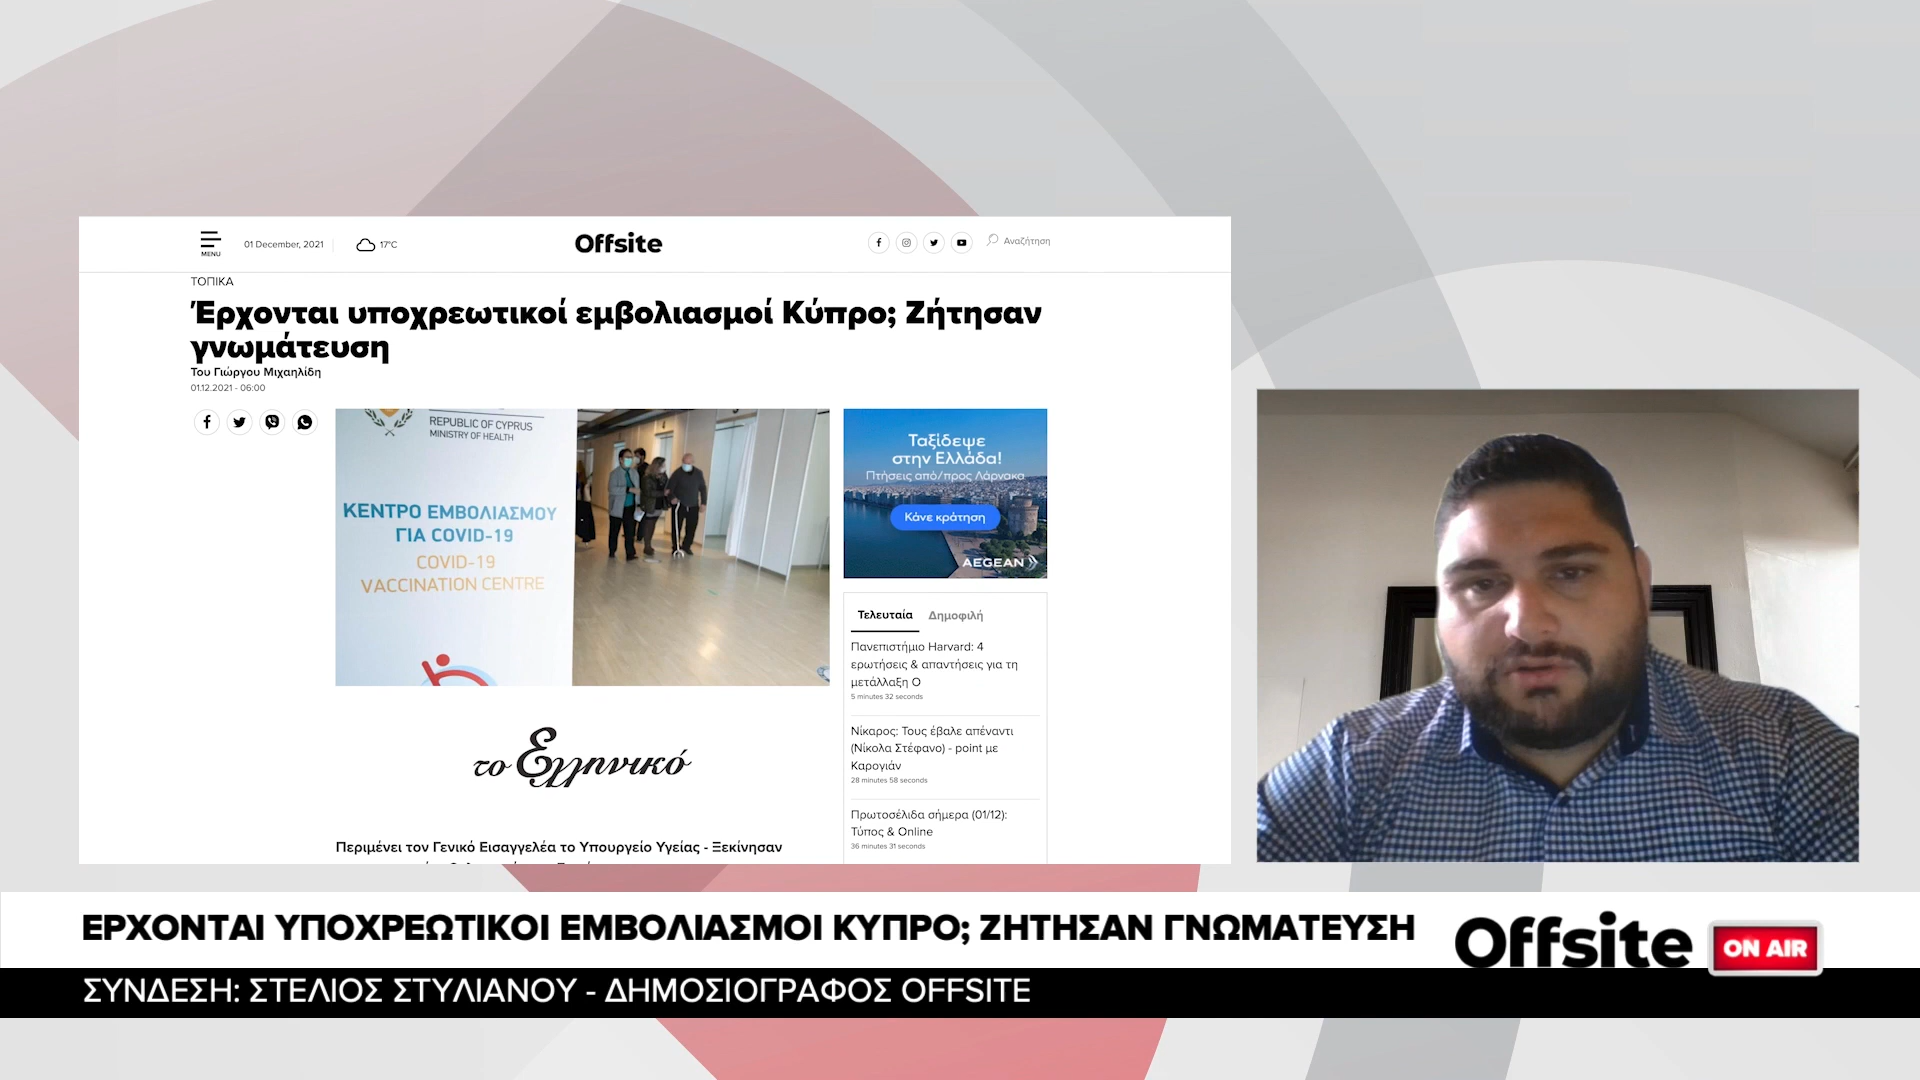 MENU
01 December, 2021
17°C
Offsite
Αναζήτηση
ΤΟΠΙΚΑ
Έρχονται υποχρεωτικοί εμβολιασμοί Κύπρο; Ζήτησαν
γνωμάτευση
Του Γιώργου Μιχαηλίδη
01.12.2021 - 06:00
REPUBLIC OF CYPRUS
MINISTRY OF HEALTH
ΚΕΝΤΡΟ ΕΜΒΟΛΙΑΣΜΟΥ
ΓΙΑ COVID-19
COVID-19
VACCINATION CENTRE
Ταξίδεψε
στην Ελλάδα!
Πτήσεις από/προς Λάρνακα
Κάνε κράτηση
AEGEAN
Τελευταία Δημοφιλή
Πανεπιστήμιο Harvard: 4
ερωτήσεις & απαντήσεις για τη
μετάλλαξη Ο
5 minutes 32 seconds
Νίκαρος: Τους έβαλε απέναντι
(Νίκολα Στέφανο) - point με
Καρογιάν
28 minutes 58 seconds
Πρωτοσέλιδα σήμερα (01/12):
Τύπος & Online
36 minutes 31 seconds
το Ελληνικό
Περιμένει τον Γενικό Εισαγγελέα το Υπουργείο Υγείας - Ξεκίνησαν
ΕΡΧΟΝΤΑΙ ΥΠΟΧΡΕΩΤΙΚΟΙ ΕΜΒΟΛΙΑΣΜΟΙ ΚΥΠΡΟ; ΖΗΤΗΣΑΝ ΓΝΩΜΑΤΕΥΣΗ
Offsite
ON AIR
ΣΥΝΔΕΣΗ: ΣΤΕΛΙΟΣ ΣΤΥΛΙΑΝΟΥ - ΔΗΜΟΣΙΟΓΡΑΦΟΣ OFFSITE